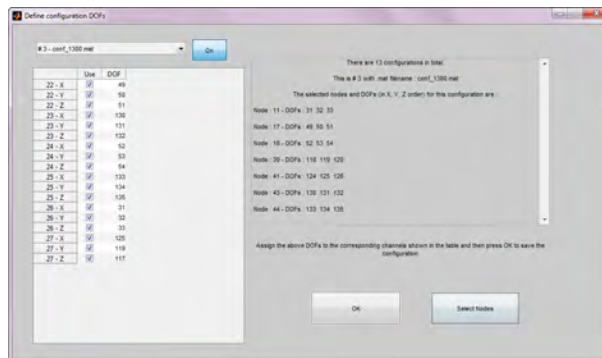 Define configuration DOFs
# 3 - conf_1300.mat
On
There are 13 configurations in total.
This is # 3 with .mat filename : conf_1300.mat
The selected nodes and DOFs (in X, Y, Z order) for this configuration are :
Node : 11 - DOFs : 31 32 33
Node : 17 - DOFs : 49 50 51
Node : 18 - DOFs : 52 53 54
Node : 39 - DOFs :
Node : 41 - DOFs : 124 125 126
Node : 43 - DOFs : 130 131 132
Node : 44 - DOFs : 133 134 135
Use DOF
22 - X 49
22 - Y 50
22 - Z 51
23 - X 130
23 - Y 131
23 - Z 132
24 - X 52
24 - Y 53
24 - Z 54
25 - X 133
25 - Y 134
25 - Z 135
26 - X 31
26 - Y 32
26 - Z 33
27 - X 125
27 - Y
27 - Z 117
Assign the above DOFs to the corresponding channels shown in the table and then press OK to save the
configuration.
OK
Select Nodes